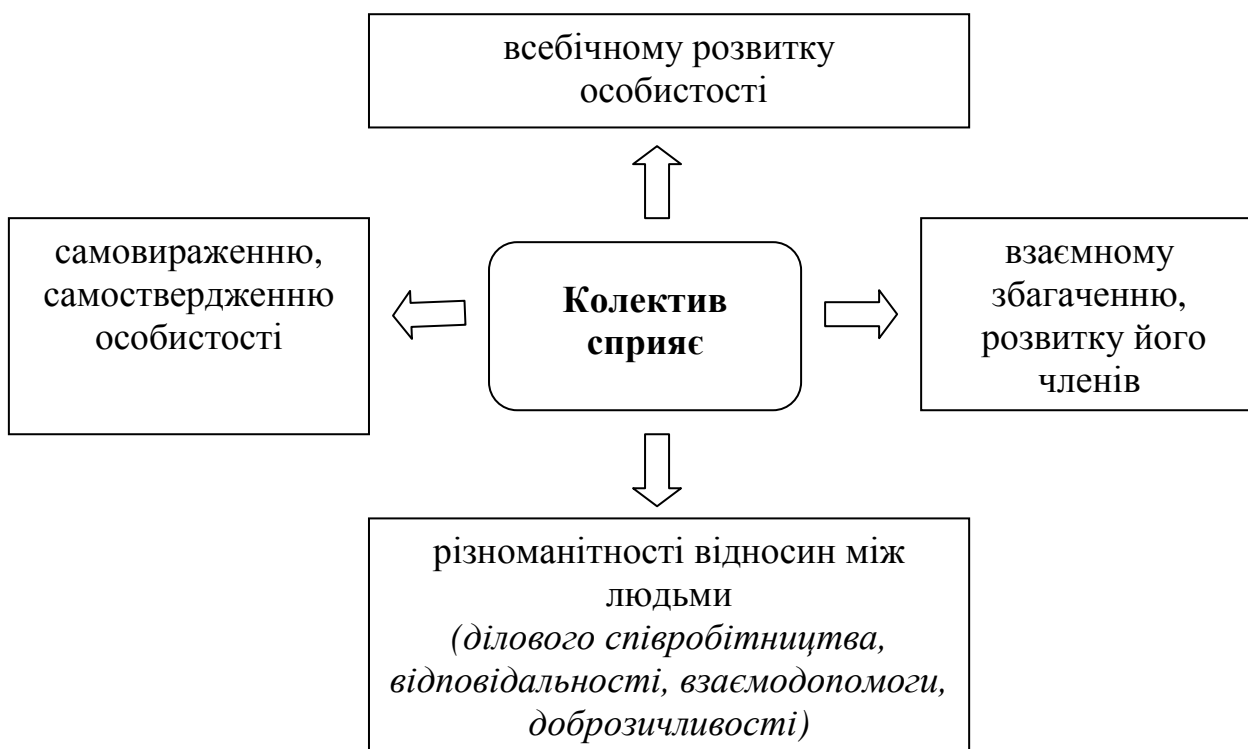 всебічному розвитку
особистості
самовираженню,
самоствердженню
особистості
Колектив
сприяє
взаємному
збагаченню,
розвитку його
членів
різноманітності відносин між
людьми
(ділового співробітництва,
відповідальності, взаємодопомоги,
доброзичливості)